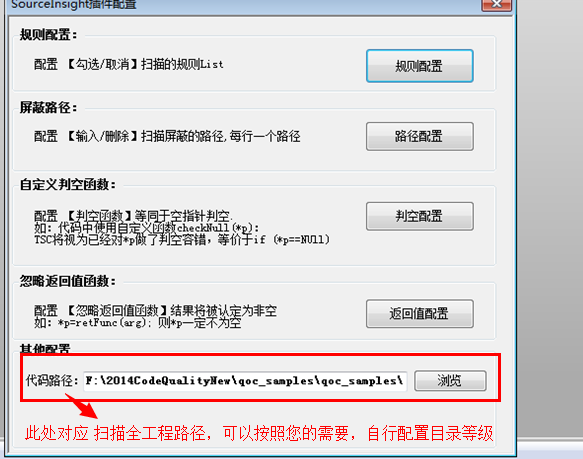 SourceInsight插件配置
规则配置：
配置 【勾选/取消】扫描的规则List
规则配置
屏蔽路径：
配置 【输入/删除】扫描屏蔽的路径,每行一个路径
路径配置
自定义判空函数：
配置 【判空函数】等同于空指针判空.
如: 代码中使用自定义函数checkNull(*p):
TSC将视为已经对*p做了判空容错，等价于if (*p==NULL)
判空配置
忽略返回值函数：
配置 【忽略返回值函数】结果将被认定为非空
如: *p=retFunc(arg); 则*p一定不为空
返回值配置
其他配置
代码路径: F:\2014CodeQualityNew\qoc_samples\qoc_samples\
浏览
此处对应 扫描全工程路径，可以按照您的需要，自行配置目录等级